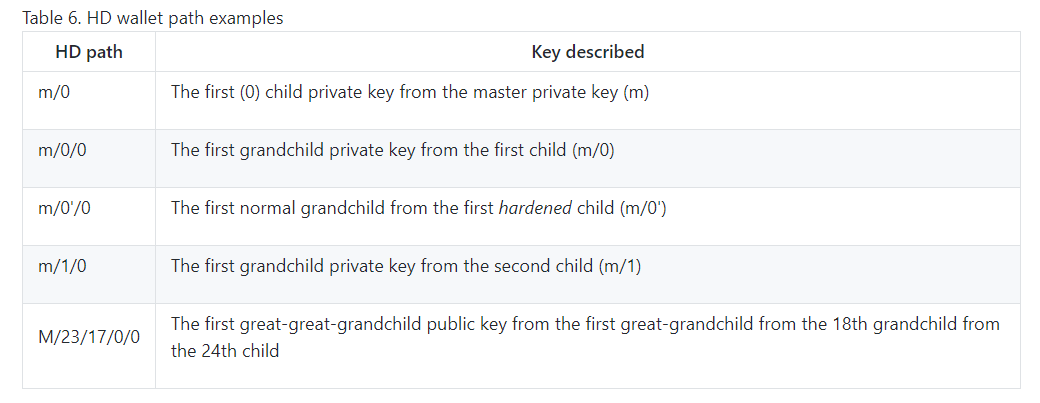 Table 6. HD wallet path examples
HD path Key described
m/0 The first (0) child private key from the master private key (m)
m/0/0 The first grandchild private key from the first child (m/0)
m/0'/0 The first normal grandchild from the first hardened child (m/0')
m/1/0 The first grandchild private key from the second child (m/1)
M/23/17/0/0 The first great-great-grandchild public key from the first great-grandchild from the 18th grandchild from
the 24th child